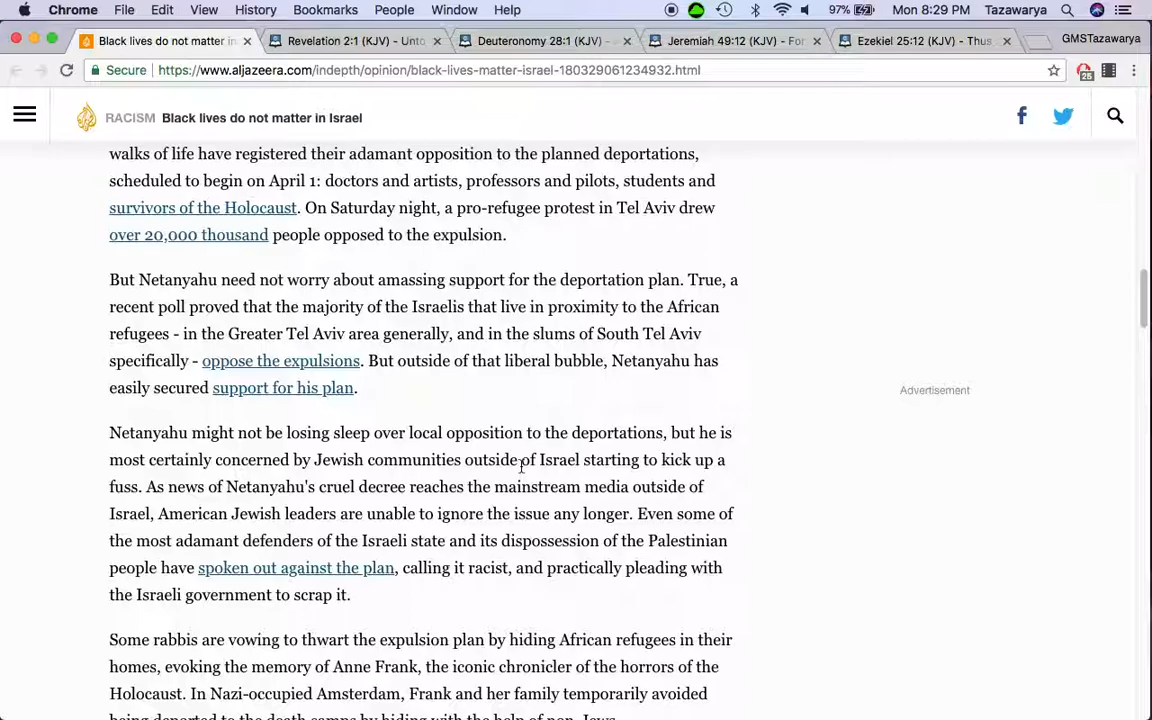 Chrome File Edit View History Bookmarks People Window Help 97% Mon 8:29 PM Tazawarya
Black lives do not matter in Revelation 2:1 (KJV) - Unto Deuteronomy 28:1 (KJV) - Jeremiah 49:12 (KJV) - For Ezekiel 25:12 (KJV) - Thus GMSTazawarya
Secure https://www.aljazeera.com/indepth/opinion/black-lives-matter-israel-180329061234932.html 25
RACISM Black lives do not matter in Israel
walks of life have registered their adamant opposition to the planned deportations,
scheduled to begin on April 1: doctors and artists, professors and pilots, students and
survivors of the Holocaust. On Saturday night, a pro-refugee protest in Tel Aviv drew
over 20,000 thousand people opposed to the expulsion.
But Netanyahu need not worry about amassing support for the deportation plan. True, a
recent poll proved that the majority of the Israelis that live in proximity to the African
refugees - in the Greater Tel Aviv area generally, and in the slums of South Tel Aviv
specifically - oppose the expulsions. But outside of that liberal bubble, Netanyahu has
easily secured support for his plan.
Advertisement
Netanyahu might not be losing sleep over local opposition to the deportations, but he is
most certainly concerned by Jewish communities outside of Israel starting to kick up a
fuss. As news of Netanyahu's cruel decree reaches the mainstream media outside of
Israel, American Jewish leaders are unable to ignore the issue any longer. Even some of
the most adamant defenders of the Israeli state and its dispossession of the Palestinian
people have spoken out against the plan, calling it racist, and practically pleading with
the Israeli government to scrap it.
Some rabbis are vowing to thwart the expulsion plan by hiding African refugees in their
homes, evoking the memory of Anne Frank, the iconic chronicler of the horrors of the
Holocaust. In Nazi-occupied Amsterdam, Frank and her family temporarily avoided
being deported to the death camps by hiding with the help of non-Jews.